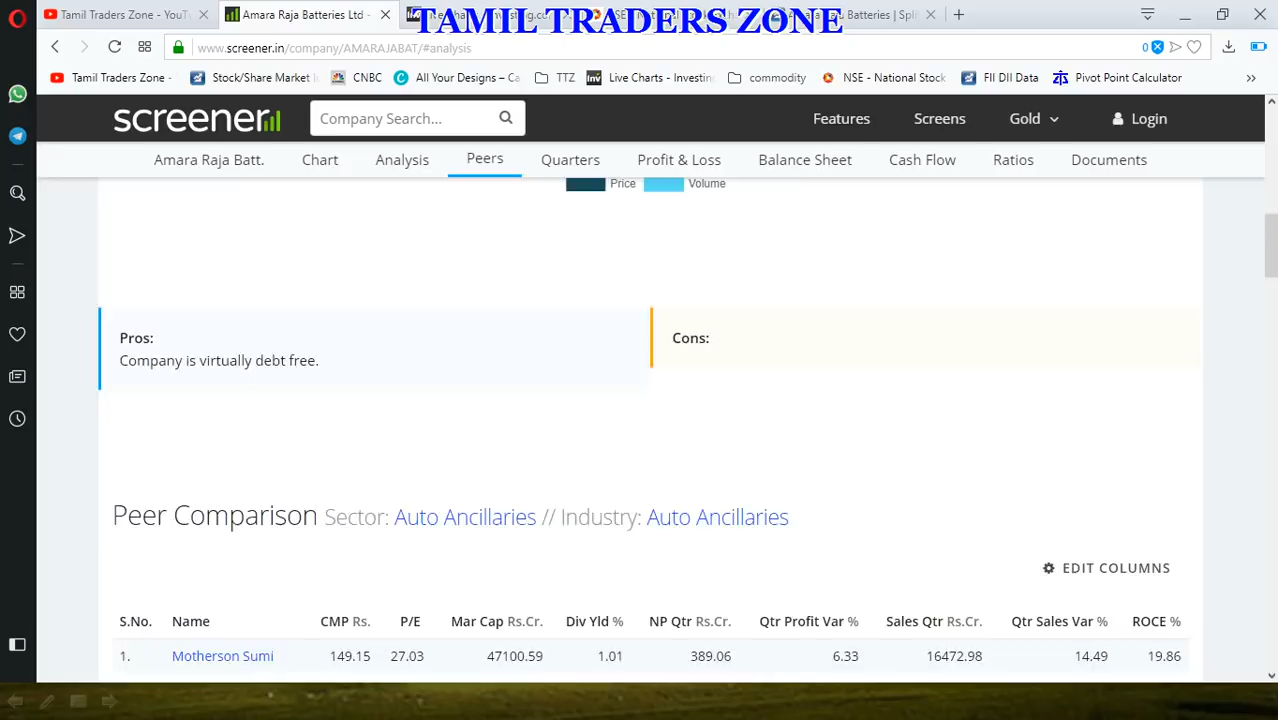 TAMIL TRADERS ZONE
Tamil Traders Zone - YouT
Amara Raja Batteries Ltd -
www.screener.in/company/AMARAJABAT/#analysis
0
Tamil Traders Zone -
Stock/Share Market
CNBC
All Your Designes – Ca
TTZ
Live Charts - Investing
commodity
NSE - National Stock
FII DII Data
Pivot Point Calculator
screener
Company Search...
Features
Screens
Gold
Login
Amara Raja Batt.
Chart
Analysis
Peers
Quarters
Profit & Loss
Balance Sheet
Cash Flow
Ratios
Documents
Price
Volume
Pros:
Company is virtually debt free.
Cons:
Peer Comparison Sector: Auto Ancillaries // Industry: Auto Ancillaries
EDIT COLUMNS
S.No. Name CMP Rs. P/E Mar Cap Rs.Cr. Div Yld % NP Qtr Rs.Cr. Qtr Profit Var % Sales Qtr Rs.Cr. Qtr Sales Var % ROCE %
1. Motherson Sumi 149.15 27.03 47100.59 1.01 389.06 6.33 16472.98 14.49 19.86